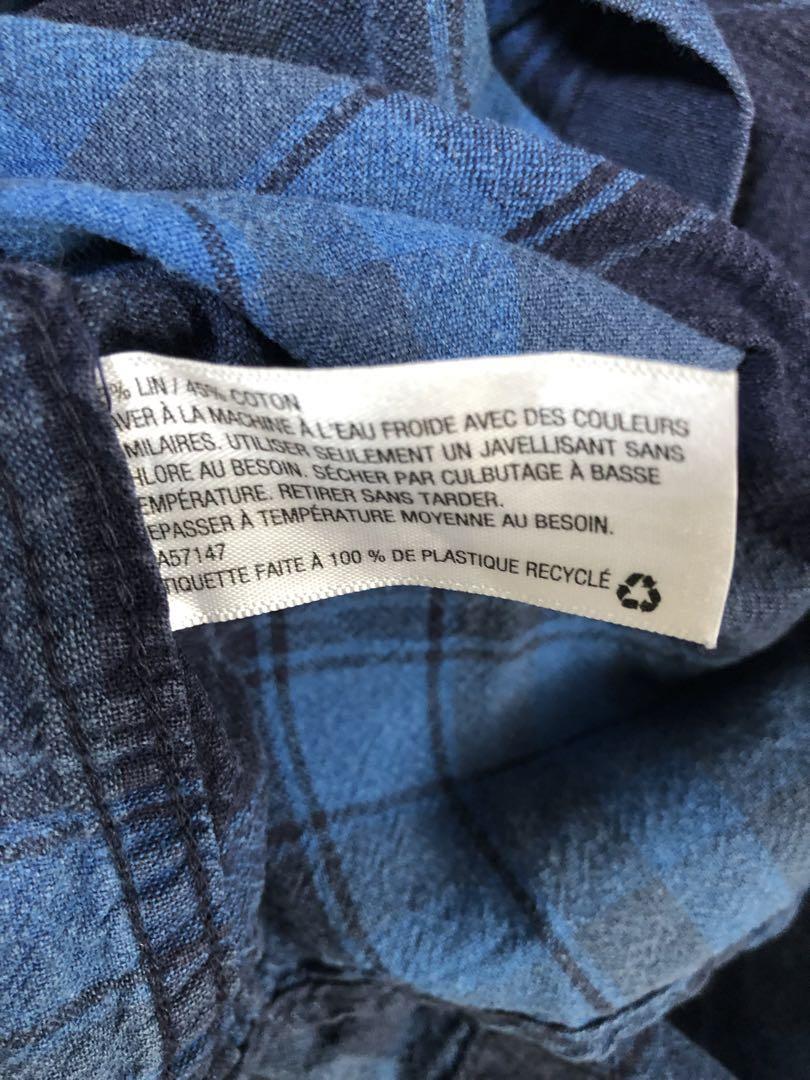 % LIN / 45% COTON
VER À LA MACHINE À L'EAU FROIDE AVEC DES COULEURS
MILAIRES. UTILISER SEULEMENT UN JAVELLISANT SANS
HLORE AU BESOIN. SÉCHER PAR CULBUTAGE À BASSE
EMPÉRATURE. RETIRER SANS TARDER.
EPASSER À TEMPÉRATURE MOYENNE AU BESOIN.
A57147
TIQUETTE FAITE À 100 % DE PLASTIQUE RECYCLÉ